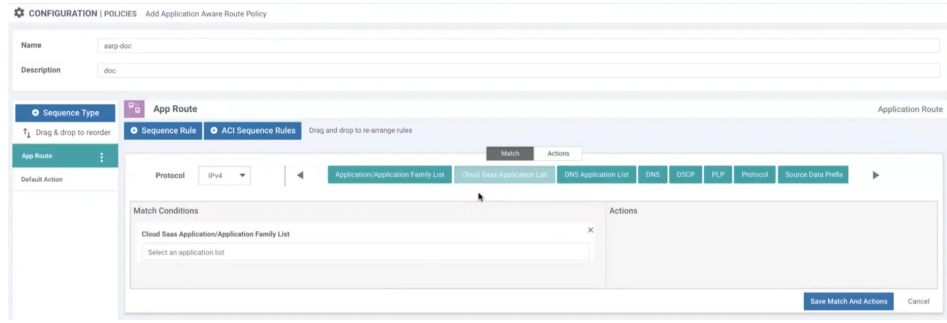 CONFIGURATION | POLICIES Add Application Aware Route Policy
Name aarp-doc
Description doc
Sequence Type
Drag & drop to reorder
App Route
Default Action
App Route Application Route
Sequence Rule ACI Sequence Rules Drag and drop to re-arrange rules
Match Actions
Protocol IPv4 Application/Application Family List Cloud Saas Application List DNS Application List DNS DSCP PLP Protocol Source Data Prefix
Match Conditions
Cloud Saas Application/Application Family List
Select an application list
Actions
Save Match And Actions Cancel